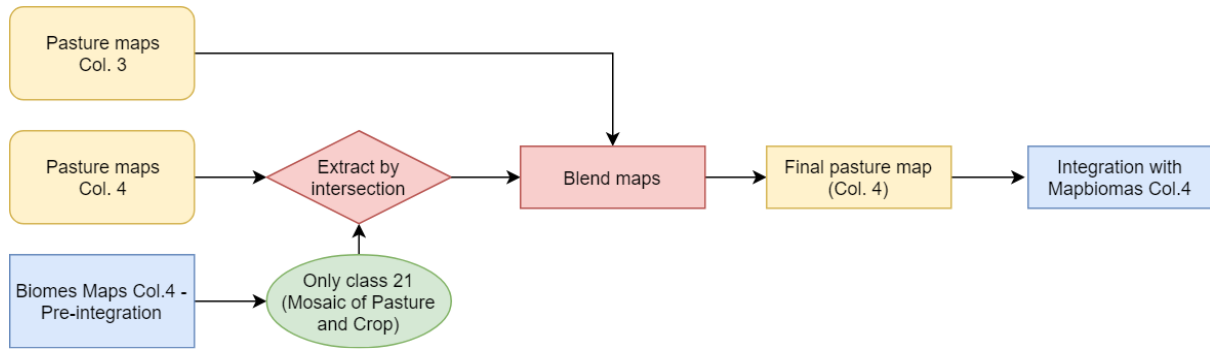 Pasture maps
Col. 3
Pasture maps
Col. 4
Extract by
intersection
Blend maps
Final pasture map
(Col. 4)
Integration with
Mapbiomas Col.4
Biomes Maps Col.4 -
Pre-integration
Only class 21
(Mosaic of Pasture
and Crop)